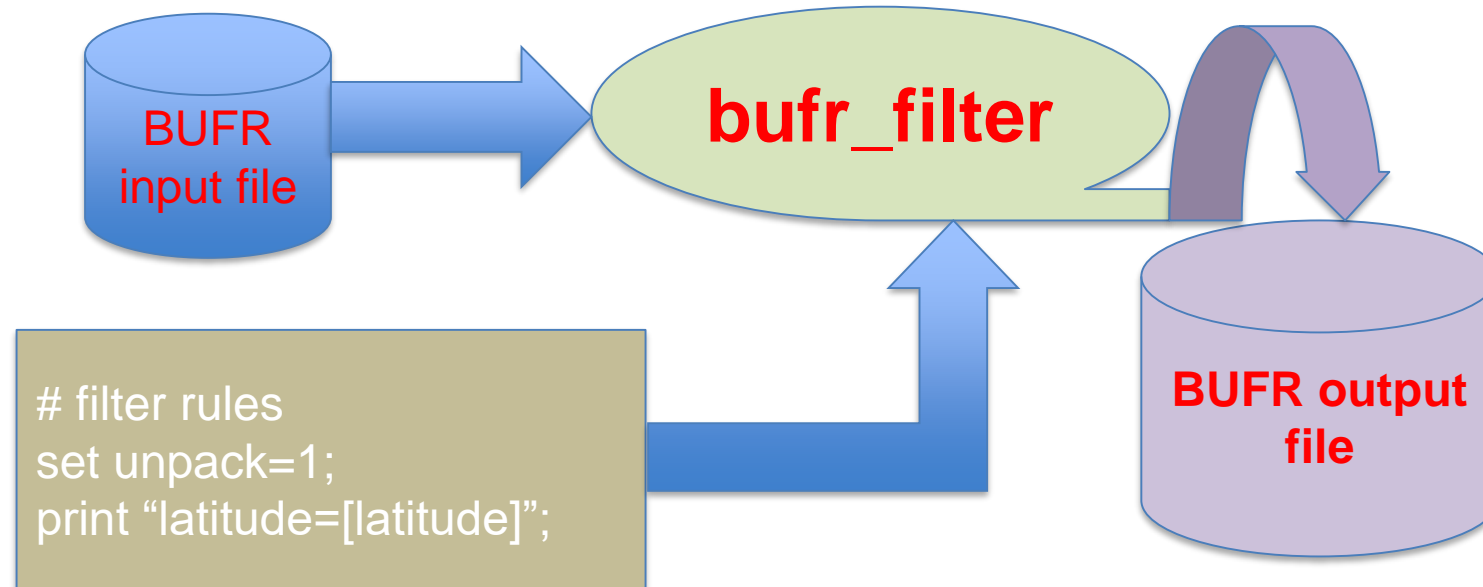 BUFR
input file
bufr_filter
# filter rules
set unpack=1;
print “latitude=[latitude]”;
BUFR output
file